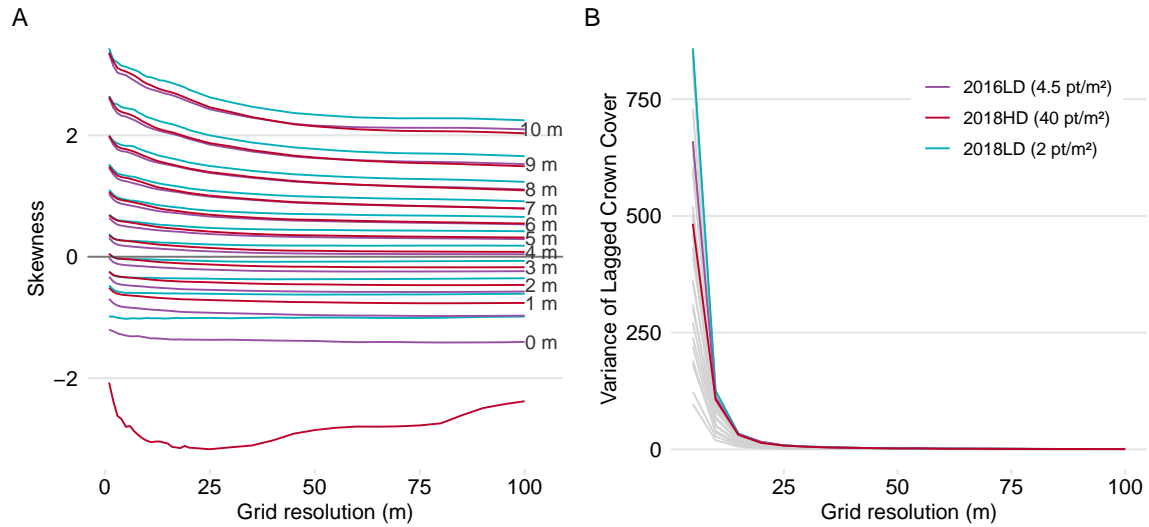 A
B
Skewness
2
0
−2
10 m
9 m
8 m
7 m
6 m
5 m
4 m
3 m
2 m
1 m
0 m
0
25
50
75
100
Grid resolution (m)
Variance of Lagged Crown Cover
750
500
250
0
2016LD (4.5 pt/m²)
2018HD (40 pt/m²)
2018LD (2 pt/m²)
25
50
75
100
Grid resolution (m)